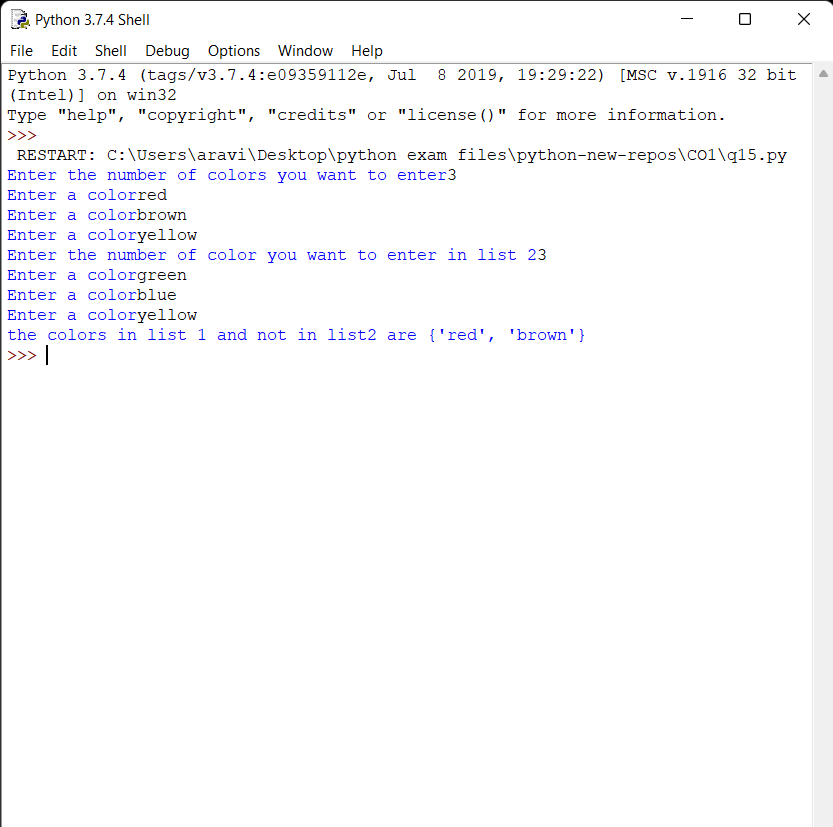 Python 3.7.4 Shell
File Edit Shell Debug Options Window Help
Python 3.7.4 (tags/v3.7.4:e09359112e, Jul  8 2019, 19:29:22) [MSC v.1916 32 bit
(Intel)] on win32
Type "help", "copyright", "credits" or "license()" for more information.
>>>
 RESTART: C:\Users\aravi\Desktop\python exam files\python-new-repos\CO1\q15.py
Enter the number of colors you want to enter3
Enter a colorred
Enter a colorbrown
Enter a coloryellow
Enter the number of color you want to enter in list 23
Enter a colorgreen
Enter a colorblue
Enter a coloryellow
the colors in list 1 and not in list2 are {'red', 'brown'}
>>>